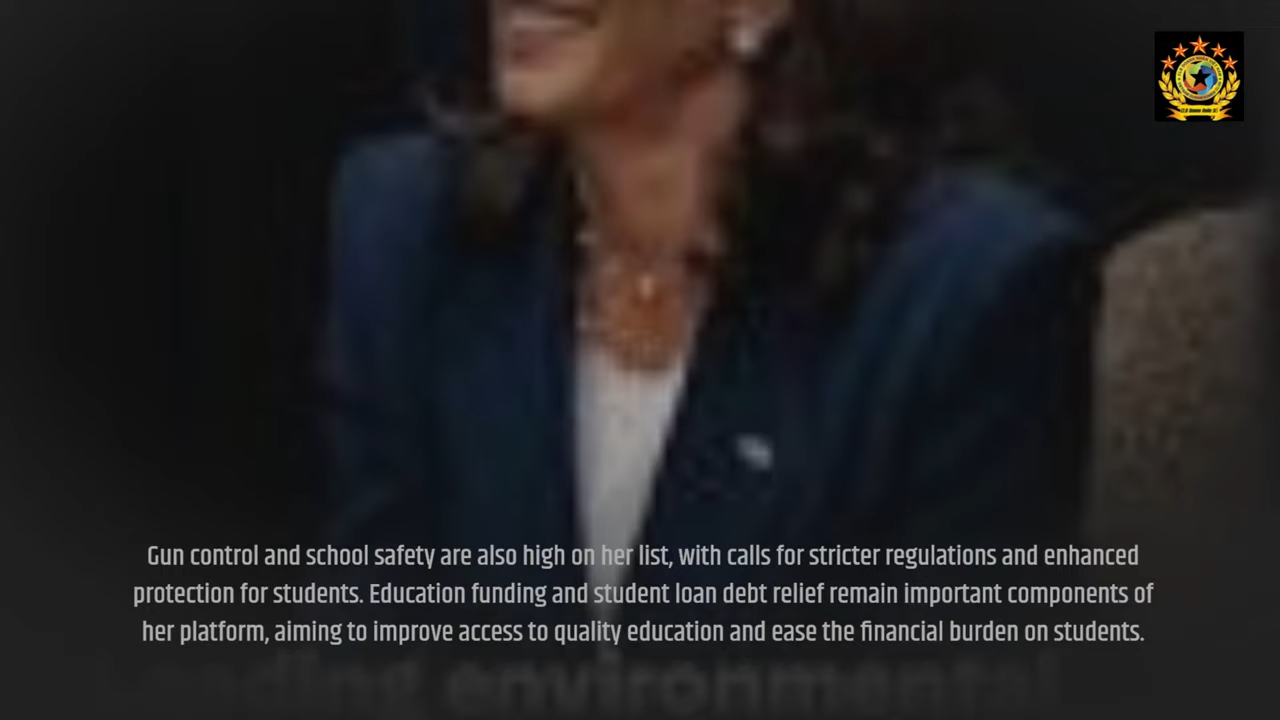 Gun control and school safety are also high on her list, with calls for stricter regulations and enhanced
protection for students. Education funding and student loan debt relief remain important components of
her platform, aiming to improve access to quality education and ease the financial burden on students.
environmental